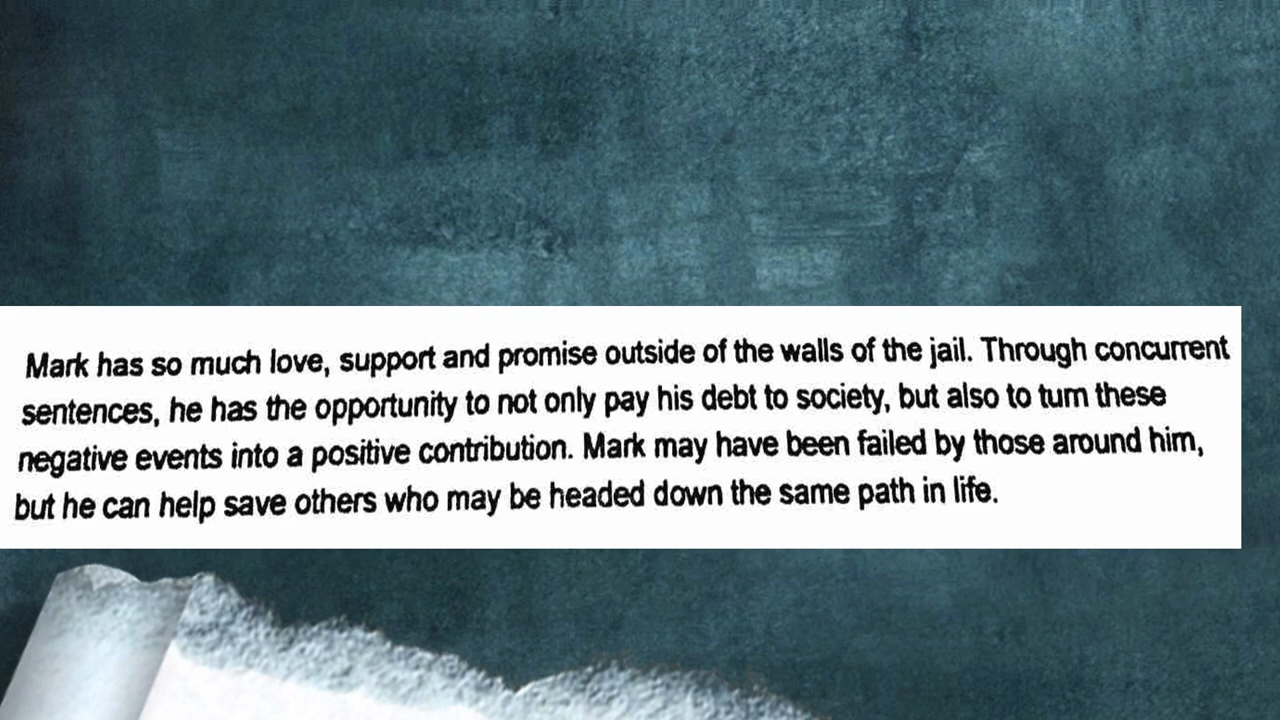 Mark has so much love, support and promise outside of the walls of the jail. Through concurrent
sentences, he has the opportunity to not only pay his debt to society, but also to turn these
negative events into a positive contribution. Mark may have been failed by those around him,
but he can help save others who may be headed down the same path in life.